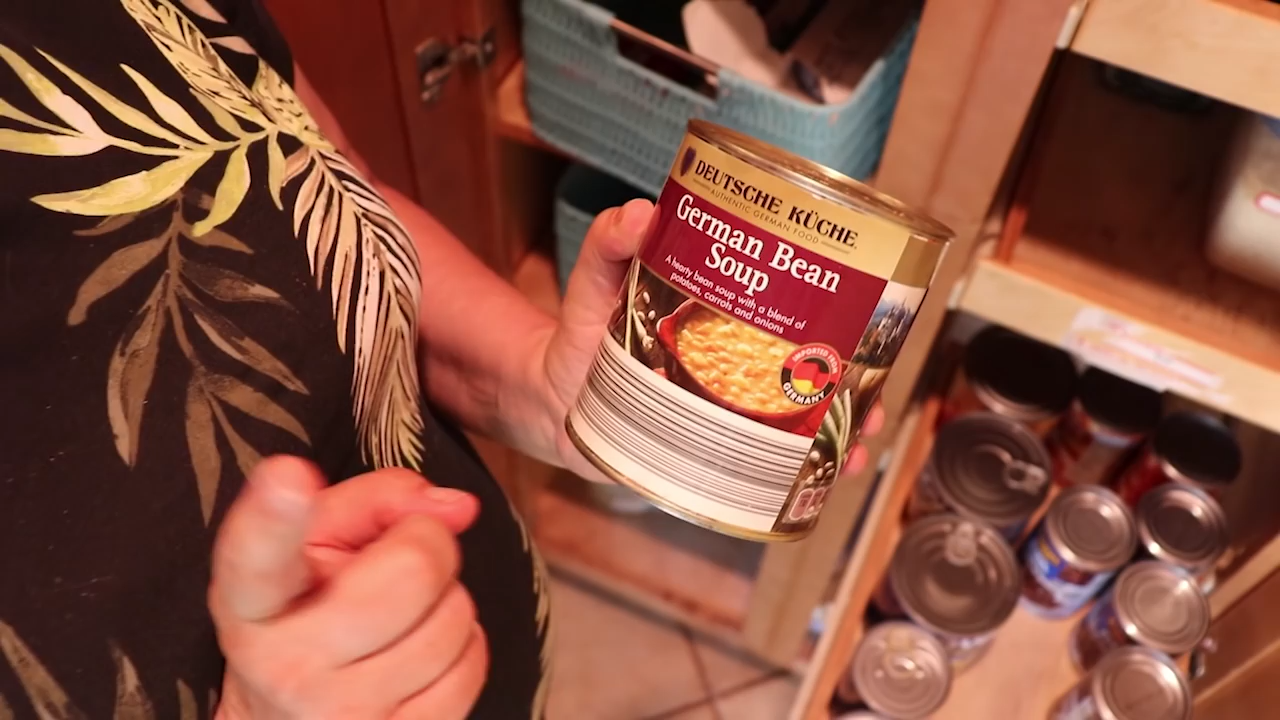 DEUTSCHE KÜCHE
AUTHENTIC GERMAN FOOD
German Bean
Soup
A hearty bean soup with a blend of
potatoes, carrots and onions
IMPORTED FROM
GERMANY